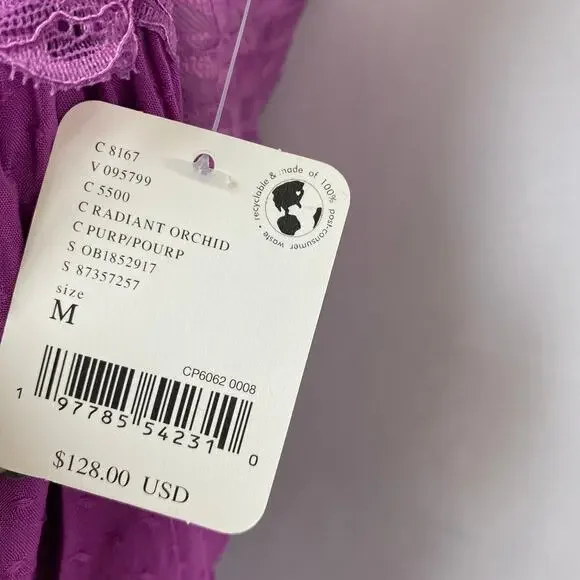 C 8167
V 095799
C 5500
C RADIANT ORCHID
C PURP/POURP
S OB1852917
S 87357257
size
M
recyclable & made of 100% post-consumer waste •
CP6062 0008
1 97785 54231 0
$128.00 USD